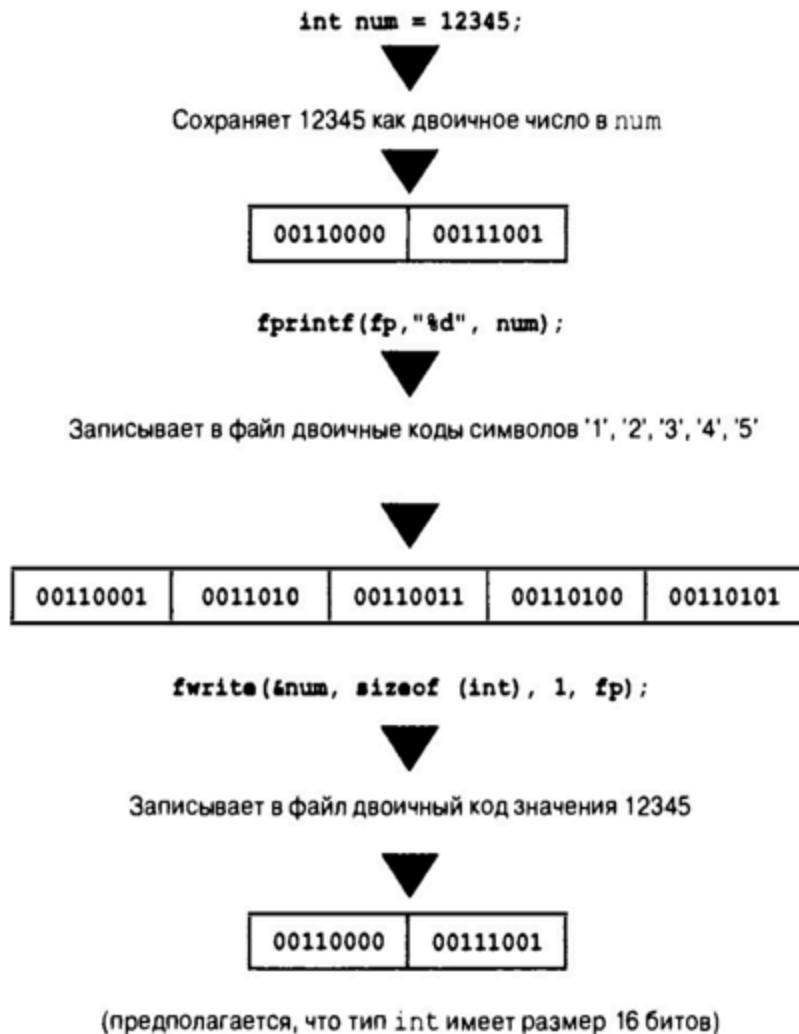 int num = 12345;
Сохраняет 12345 как двоичное число в num
00110000 00111001
fprintf(fp,"%d", num);
Записывает в файл двоичные коды символов '1', '2', '3', '4', '5'
00110001 0011010 00110011 00110100 00110101
fwrite(&num, sizeof (int), 1, fp);
Записывает в файл двоичный код значения 12345
00110000 00111001
(предполагается, что тип int имеет размер 16 битов)